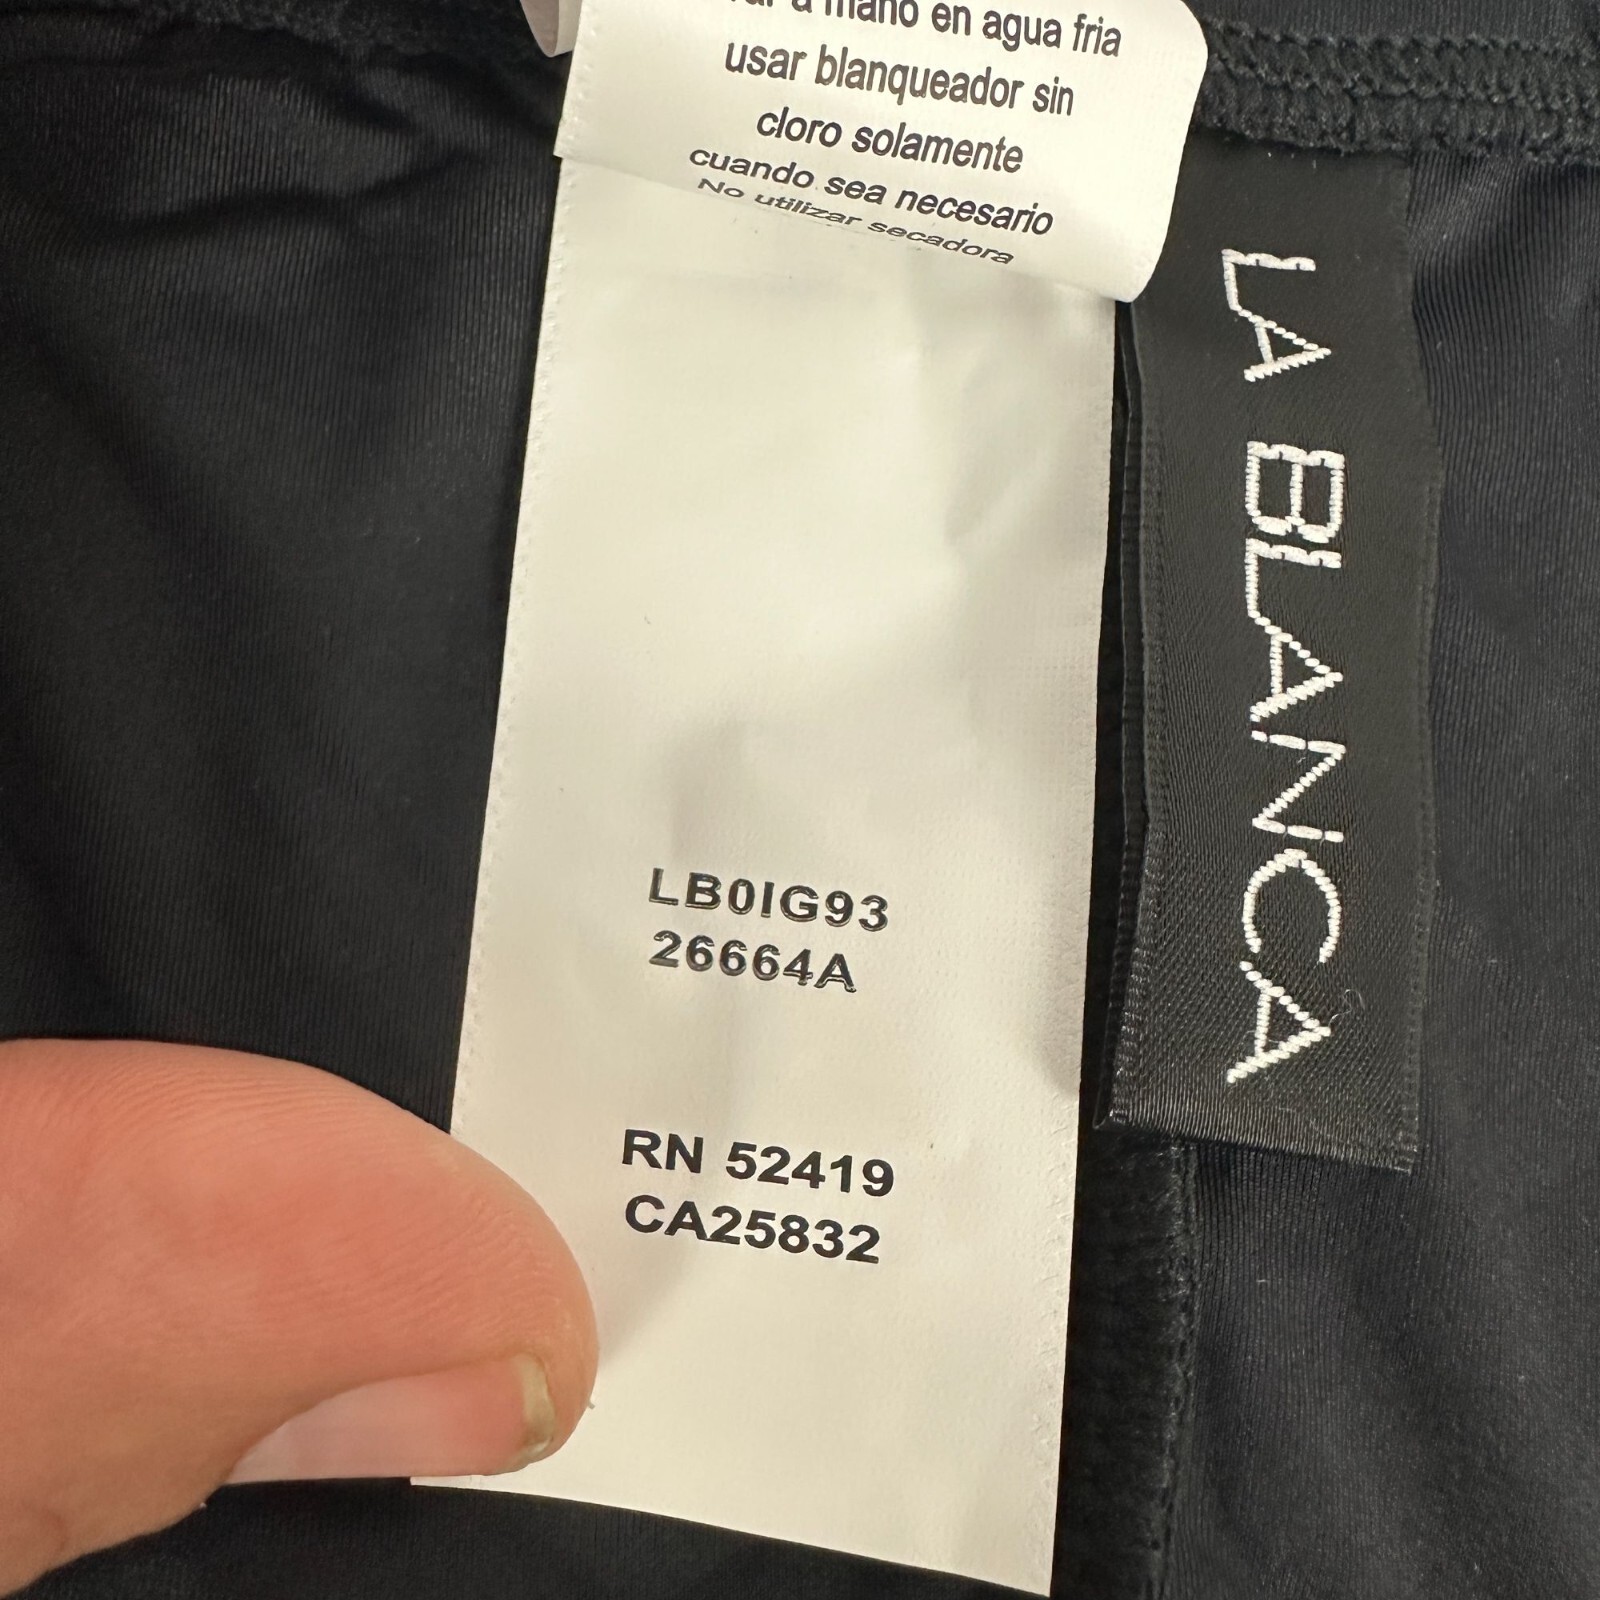 a mano en agua fria
usar blanqueador sin
cloro solamente
cuando sea necesario
No utilizar secadora
LB0IG93
26664A
RN 52419
CA25832
LA BLANCA